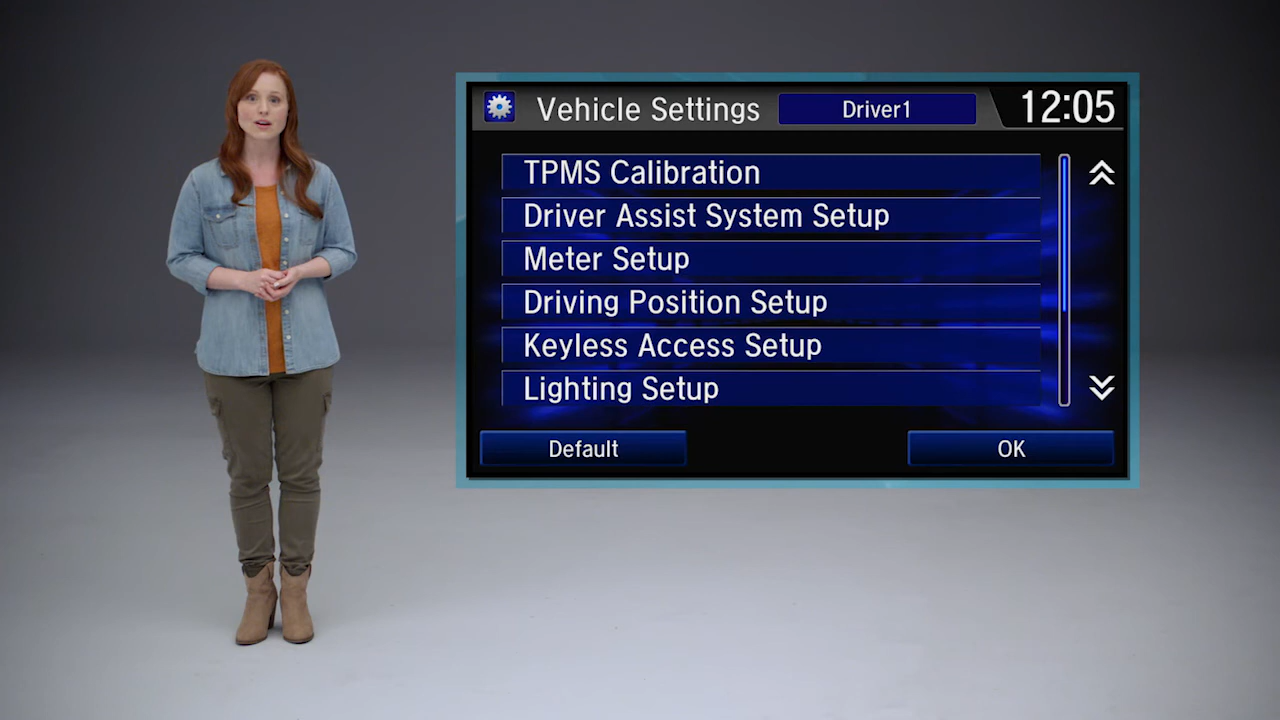 Vehicle Settings Driver1 12:05
TPMS Calibration
Driver Assist System Setup
Meter Setup
Driving Position Setup
Keyless Access Setup
Lighting Setup
Default OK